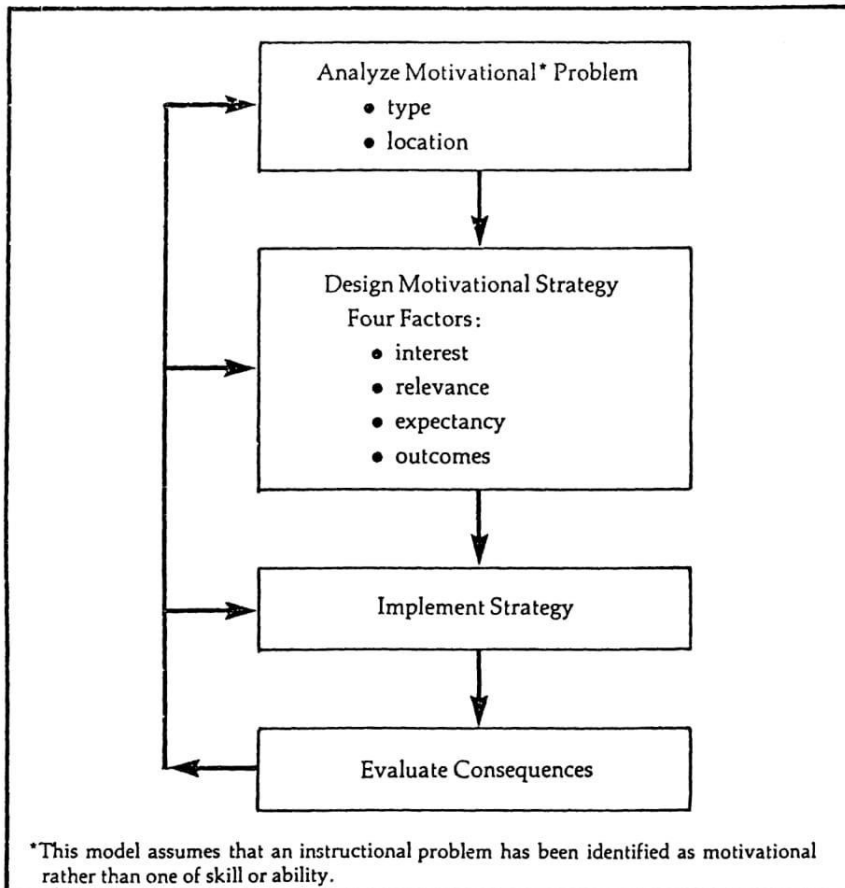 Analyze Motivational* Problem
• type
• location
Design Motivational Strategy
Four Factors:
• interest
• relevance
• expectancy
• outcomes
Implement Strategy
Evaluate Consequences
*This model assumes that an instructional problem has been identified as motivational
rather than one of skill or ability.